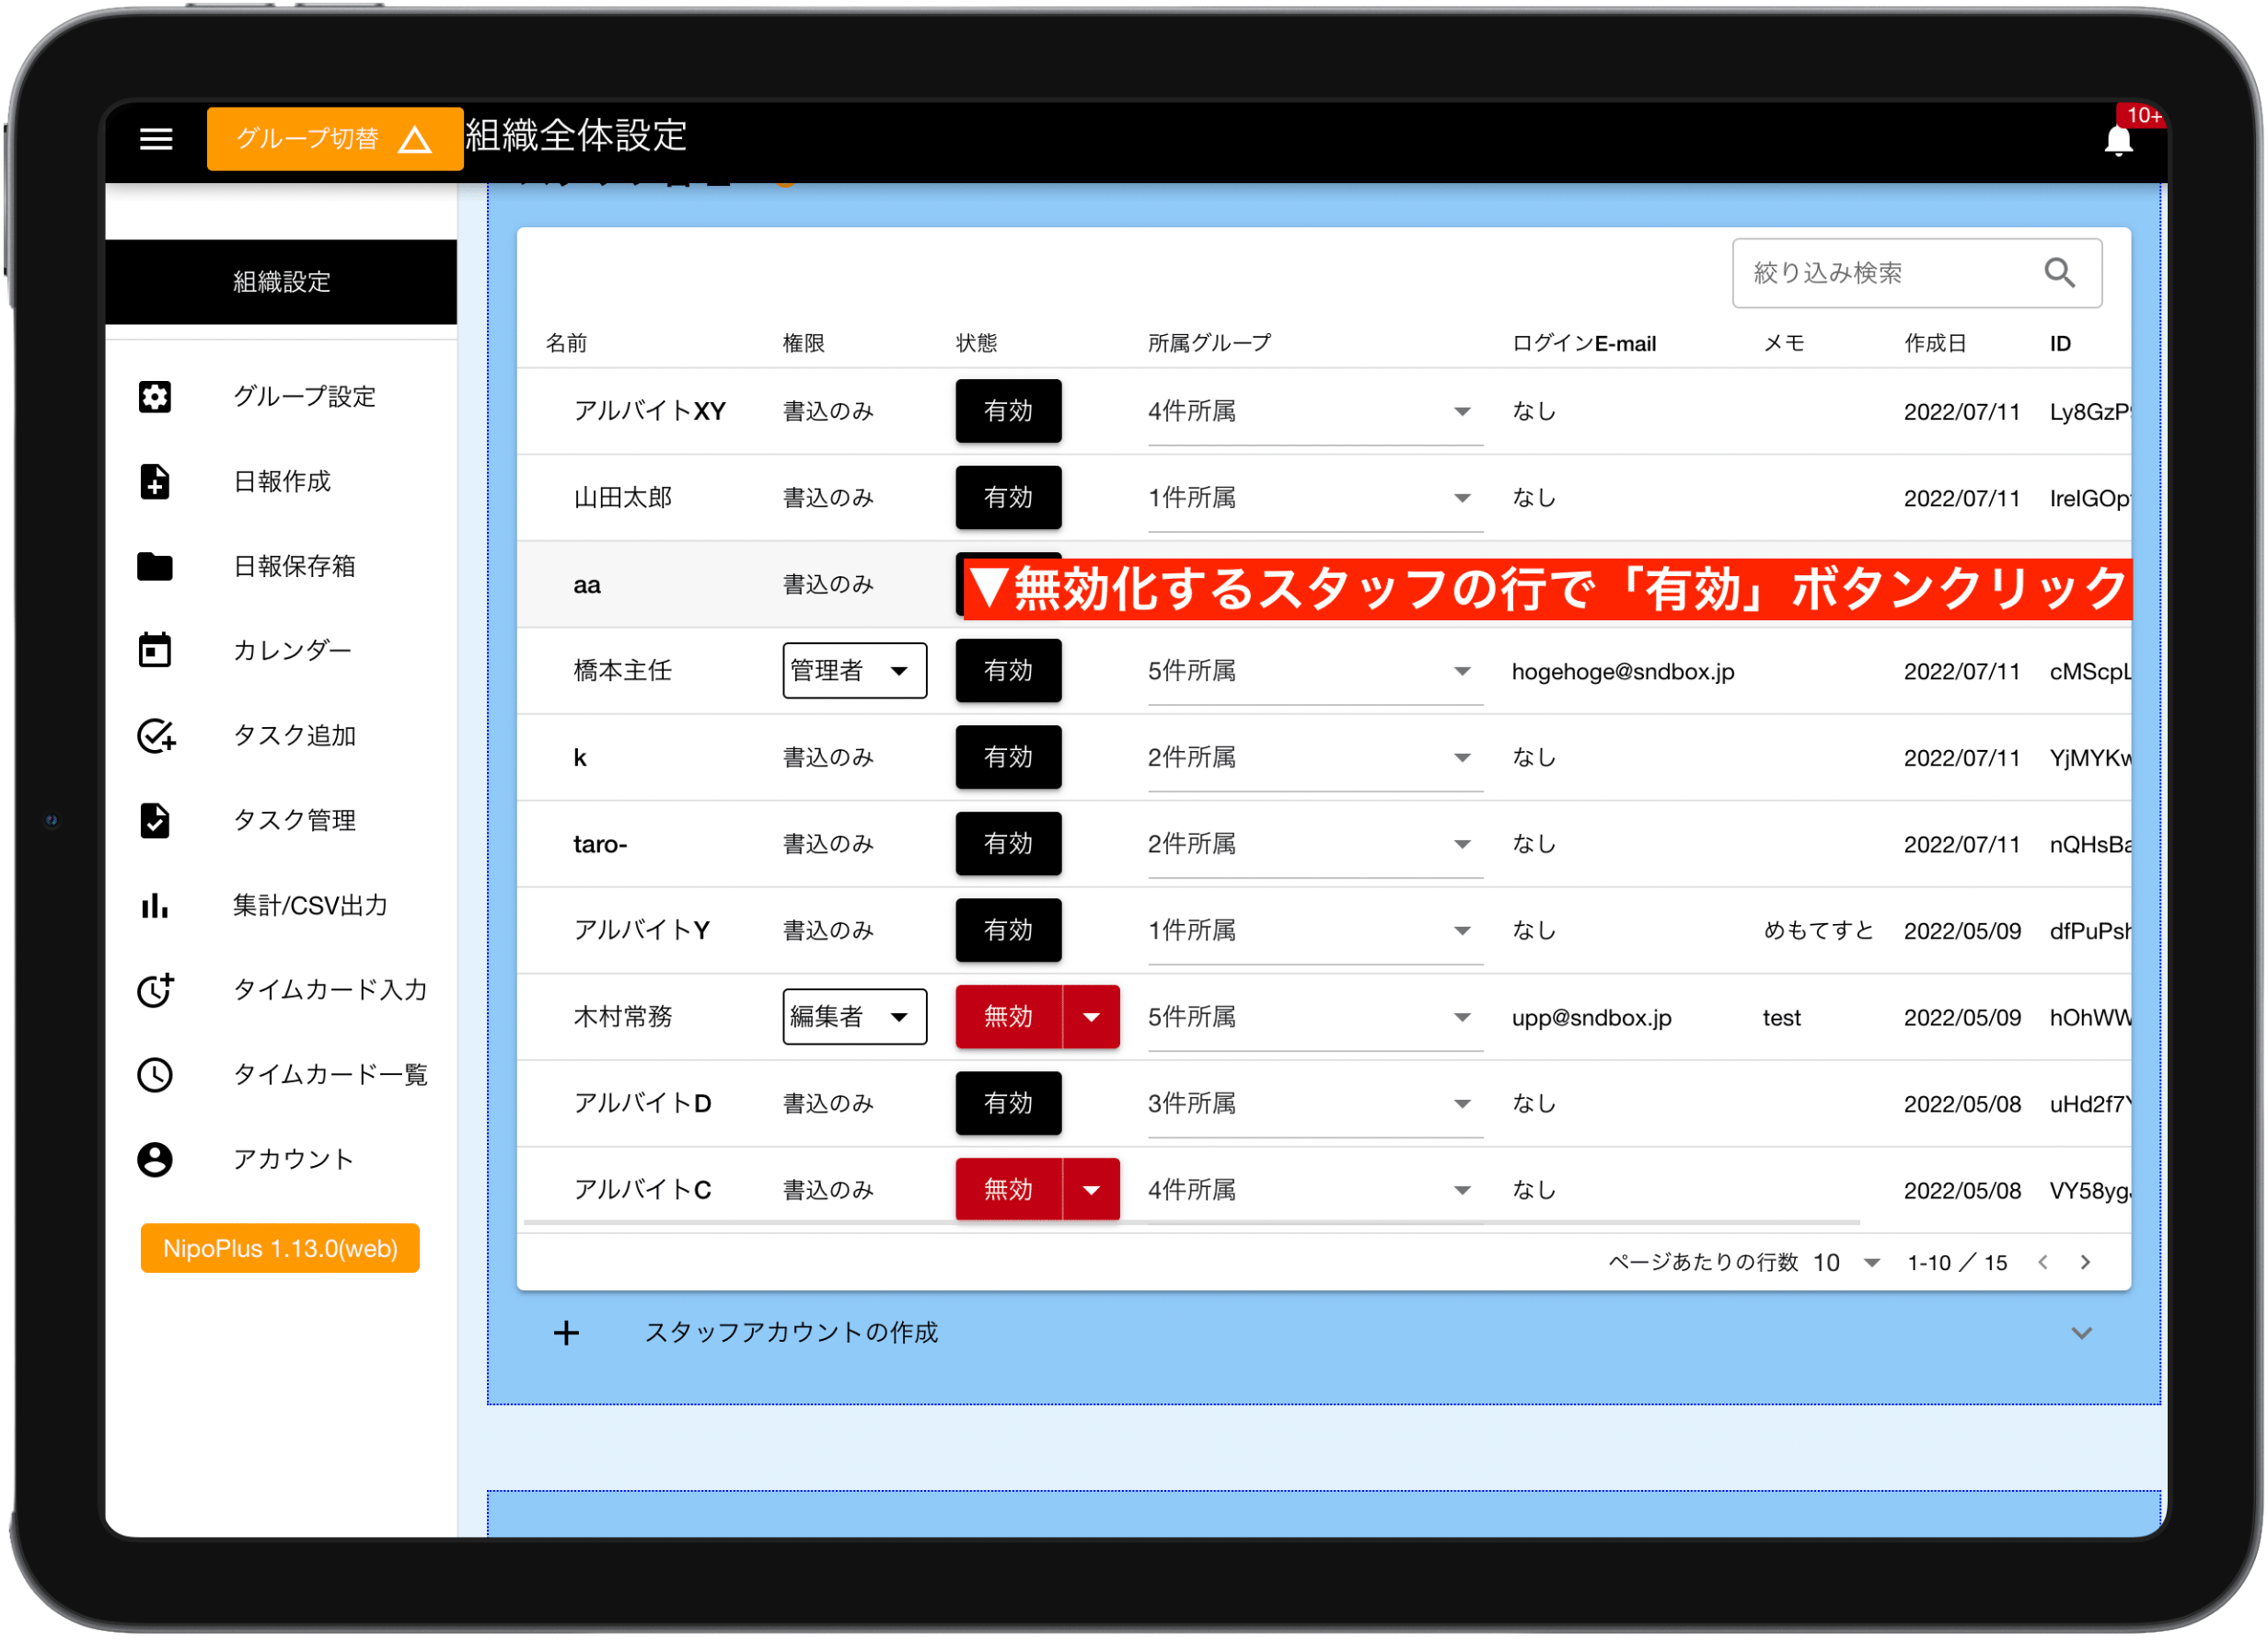 グループ切替 組織全体設定 10+
組織設定
グループ設定
日報作成
日報保存箱
カレンダー
タスク追加
タスク管理
集計/CSV出力
タイムカード入力
タイムカード一覧
アカウント
NipoPlus 1.13.0(web)
絞り込み検索
名前 権限 状態 所属グループ ログインE-mail メモ 作成日 ID
アルバイトXY 書込のみ 有効 4件所属 なし 2022/07/11
山田太郎 書込のみ 有効 1件所属 なし 2022/07/11
aa 書込のみ ▼無効化するスタッフの行で「有効」ボタンクリック
橋本主任 管理者 有効 5件所属 hogehoge@sndbox.jp 2022/07/11 cMScpL
k 書込のみ 有効 2件所属 なし 2022/07/11 YjMYKw
taro- 書込のみ 有効 2件所属 なし 2022/07/11 nQHsBa
アルバイトY 書込のみ 有効 1件所属 なし めもてすと 2022/05/09 dfPuPsh
木村常務 編集者 無効 5件所属 upp@sndbox.jp test 2022/05/09 hOhWW
アルバイトD 書込のみ 有効 3件所属 なし 2022/05/08 uHd2f7Y
アルバイトC 書込のみ 無効 4件所属 なし 2022/05/08 VY58yg
ページあたりの行数 10 1-10 ／ 15
スタッフアカウントの作成